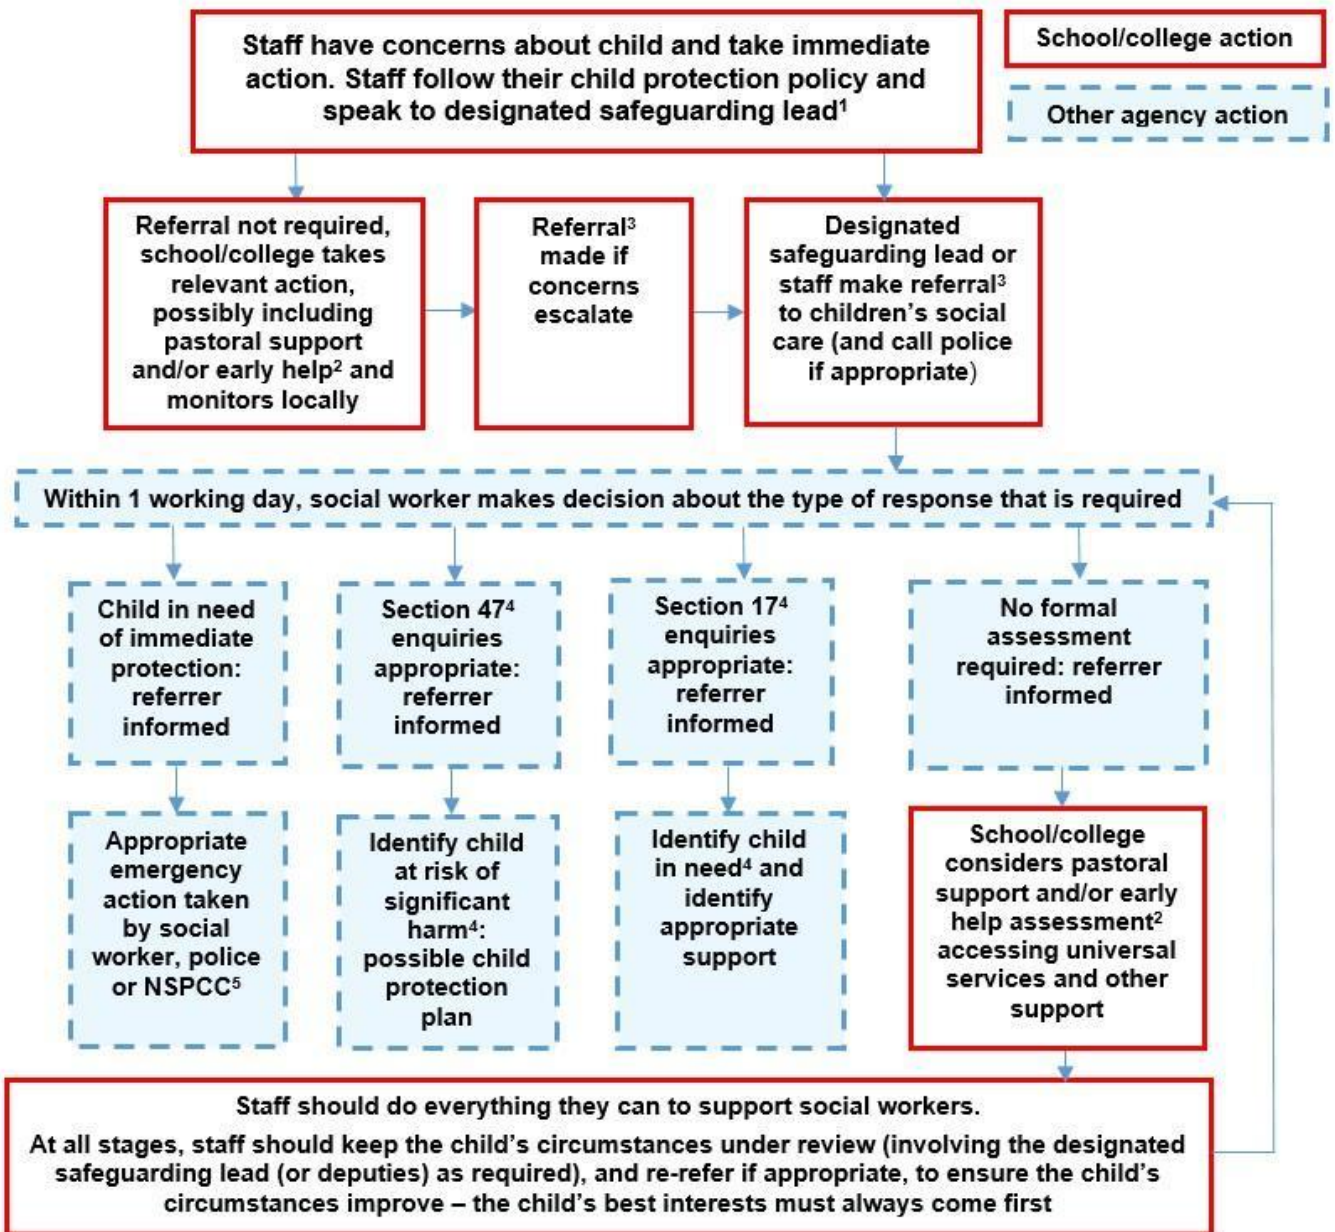 Staff have concerns about child and take immediate
action. Staff follow their child protection policy and
speak to designated safeguarding lead¹
School/college action
Other agency action
Referral not required,
school/college takes
relevant action,
possibly including
pastoral support
and/or early help² and
monitors locally
Referral³
made if
concerns
escalate
Designated
safeguarding lead or
staff make referral³
to children’s social
care (and call police
if appropriate)
Within 1 working day, social worker makes decision about the type of response that is required
Child in need
of immediate
protection:
referrer
informed
Section 47⁴
enquiries
appropriate:
referrer
informed
Section 17⁴
enquiries
appropriate:
referrer
informed
No formal
assessment
required: referrer
informed
Appropriate
emergency
action taken
by social
worker, police
or NSPCC⁵
Identify child
at risk of
significant
harm⁴:
possible child
protection
plan
Identify child
in need⁴ and
identify
appropriate
support
School/college
considers pastoral
support and/or early
help assessment²
accessing universal
services and other
support
Staff should do everything they can to support social workers.
At all stages, staff should keep the child’s circumstances under review (involving the designated
safeguarding lead (or deputies) as required), and re-refer if appropriate, to ensure the child’s
circumstances improve – the child’s best interests must always come first